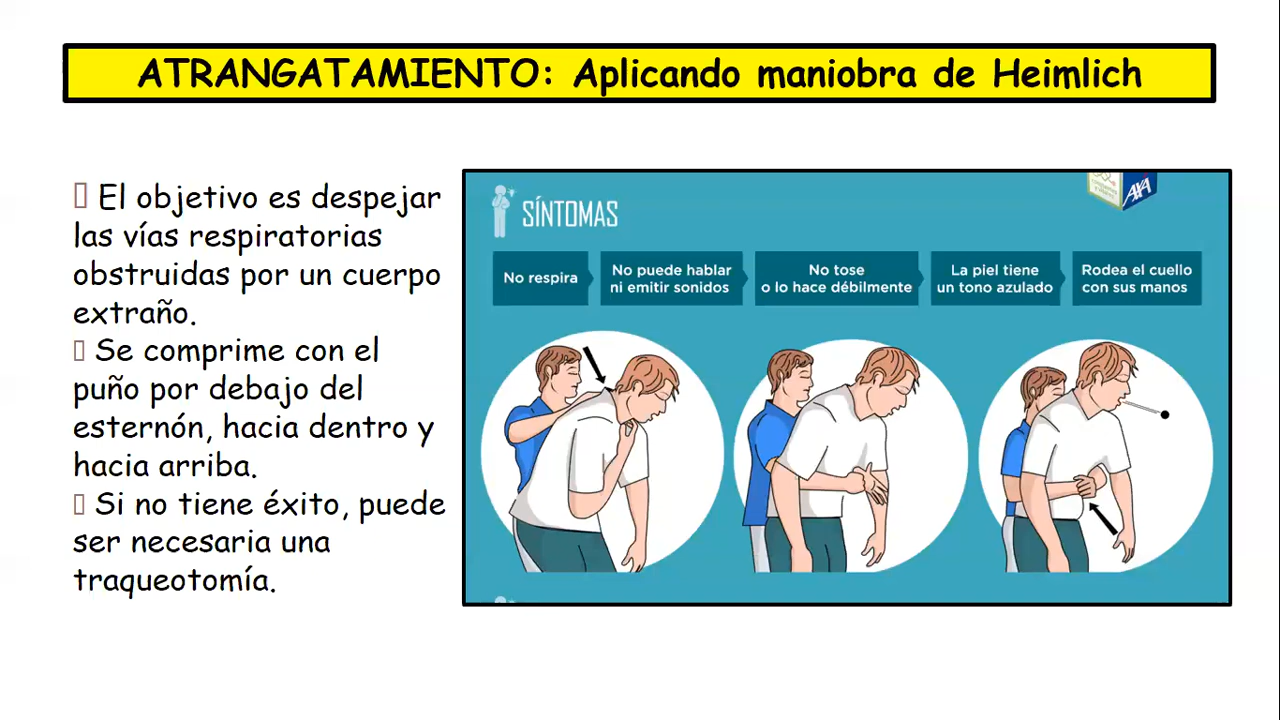 ATRANGATAMIENTO: Aplicando maniobra de Heimlich
El objetivo es despejar
las vías respiratorias
obstruidas por un cuerpo
extraño.
Se comprime con el
puño por debajo del
esternón, hacia dentro y
hacia arriba.
Si no tiene éxito, puede
ser necesaria una
traqueotomía.
AXA
SÍNTOMAS
No respira
No puede hablar
ni emitir sonidos
No tose
o lo hace débilmente
La piel tiene
un tono azulado
Rodea el cuello
con sus manos